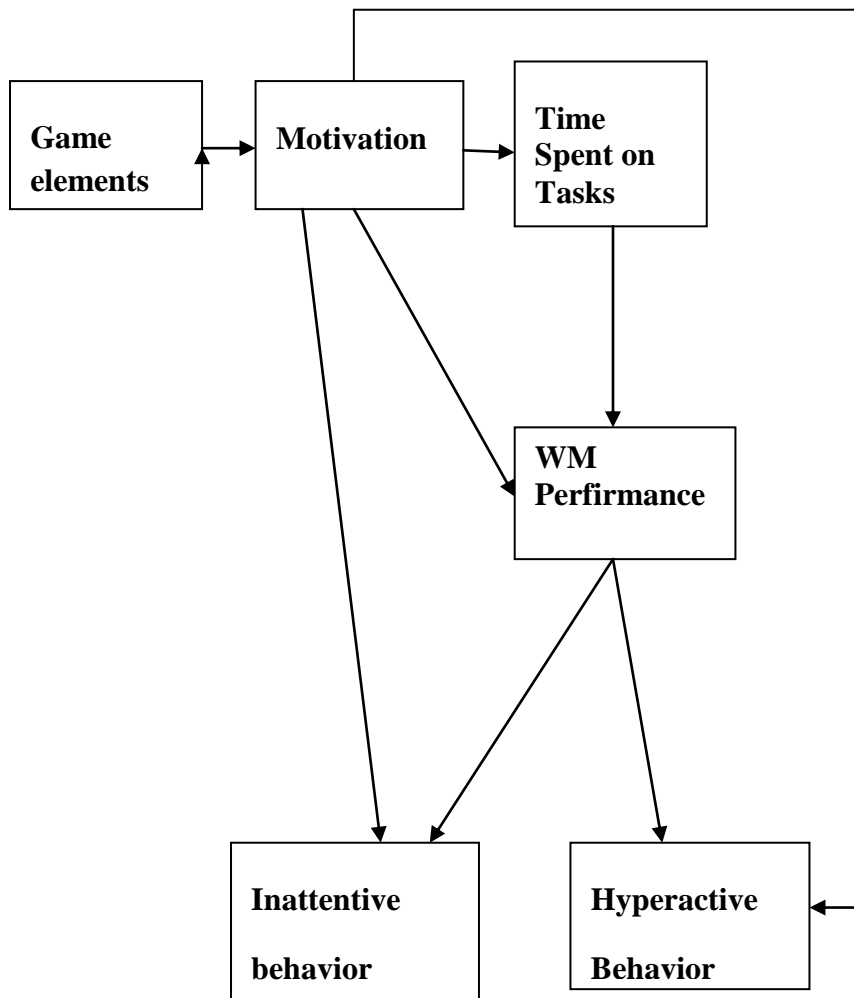 Game
elements
Motivation
Time
Spent on
Tasks
WM
Perfirmance
Inattentive
behavior
Hyperactive
Behavior